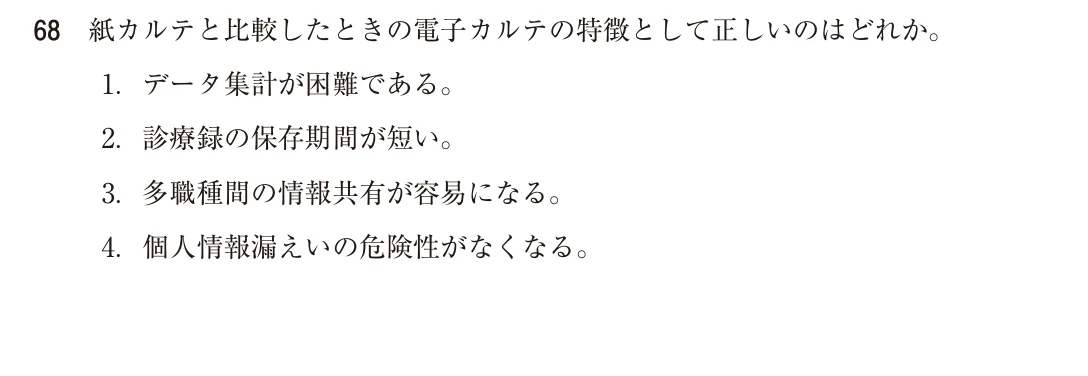 68 紙カルテと比較したときの電子カルテの特徴として正しいのはどれか。
1. データ集計が困難である。
2. 診療録の保存期間が短い。
3. 多職種間の情報共有が容易になる。
4. 個人情報漏えいの危険性がなくなる。